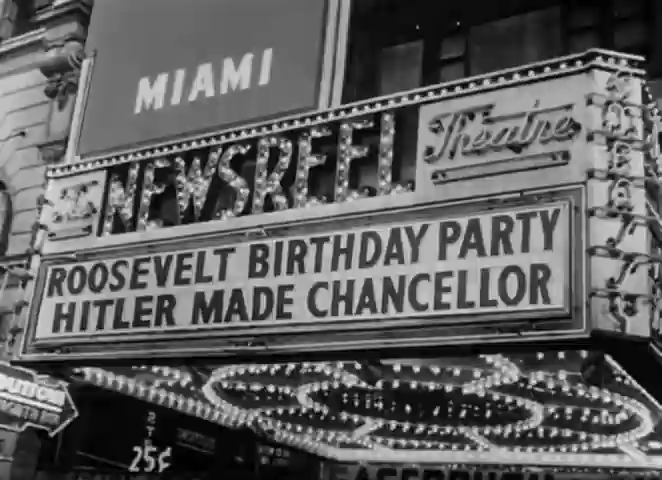 MIAMI
NEWSREEL
Theatre
ROOSEVELT BIRTHDAY PARTY
HITLER MADE CHANCELLOR
25¢